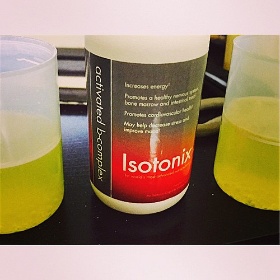 activated b-complex
Increases energy†
Promotes a healthy nervous system,
bone marrow and intestinal
Promotes cardiovascular health†
May help decrease stress and
improve mood†
Isotonix